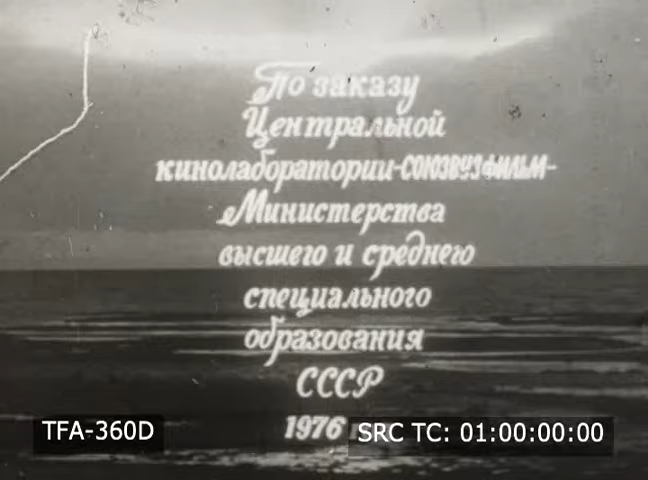 По заказу
Центральной
кинолаборатории-СОЮЗВУЗФИЛЬМ-
Министерства
высшего и среднего
специального
образования
СССР
1976
TFA-360D
SRC TC: 01:00:00:00